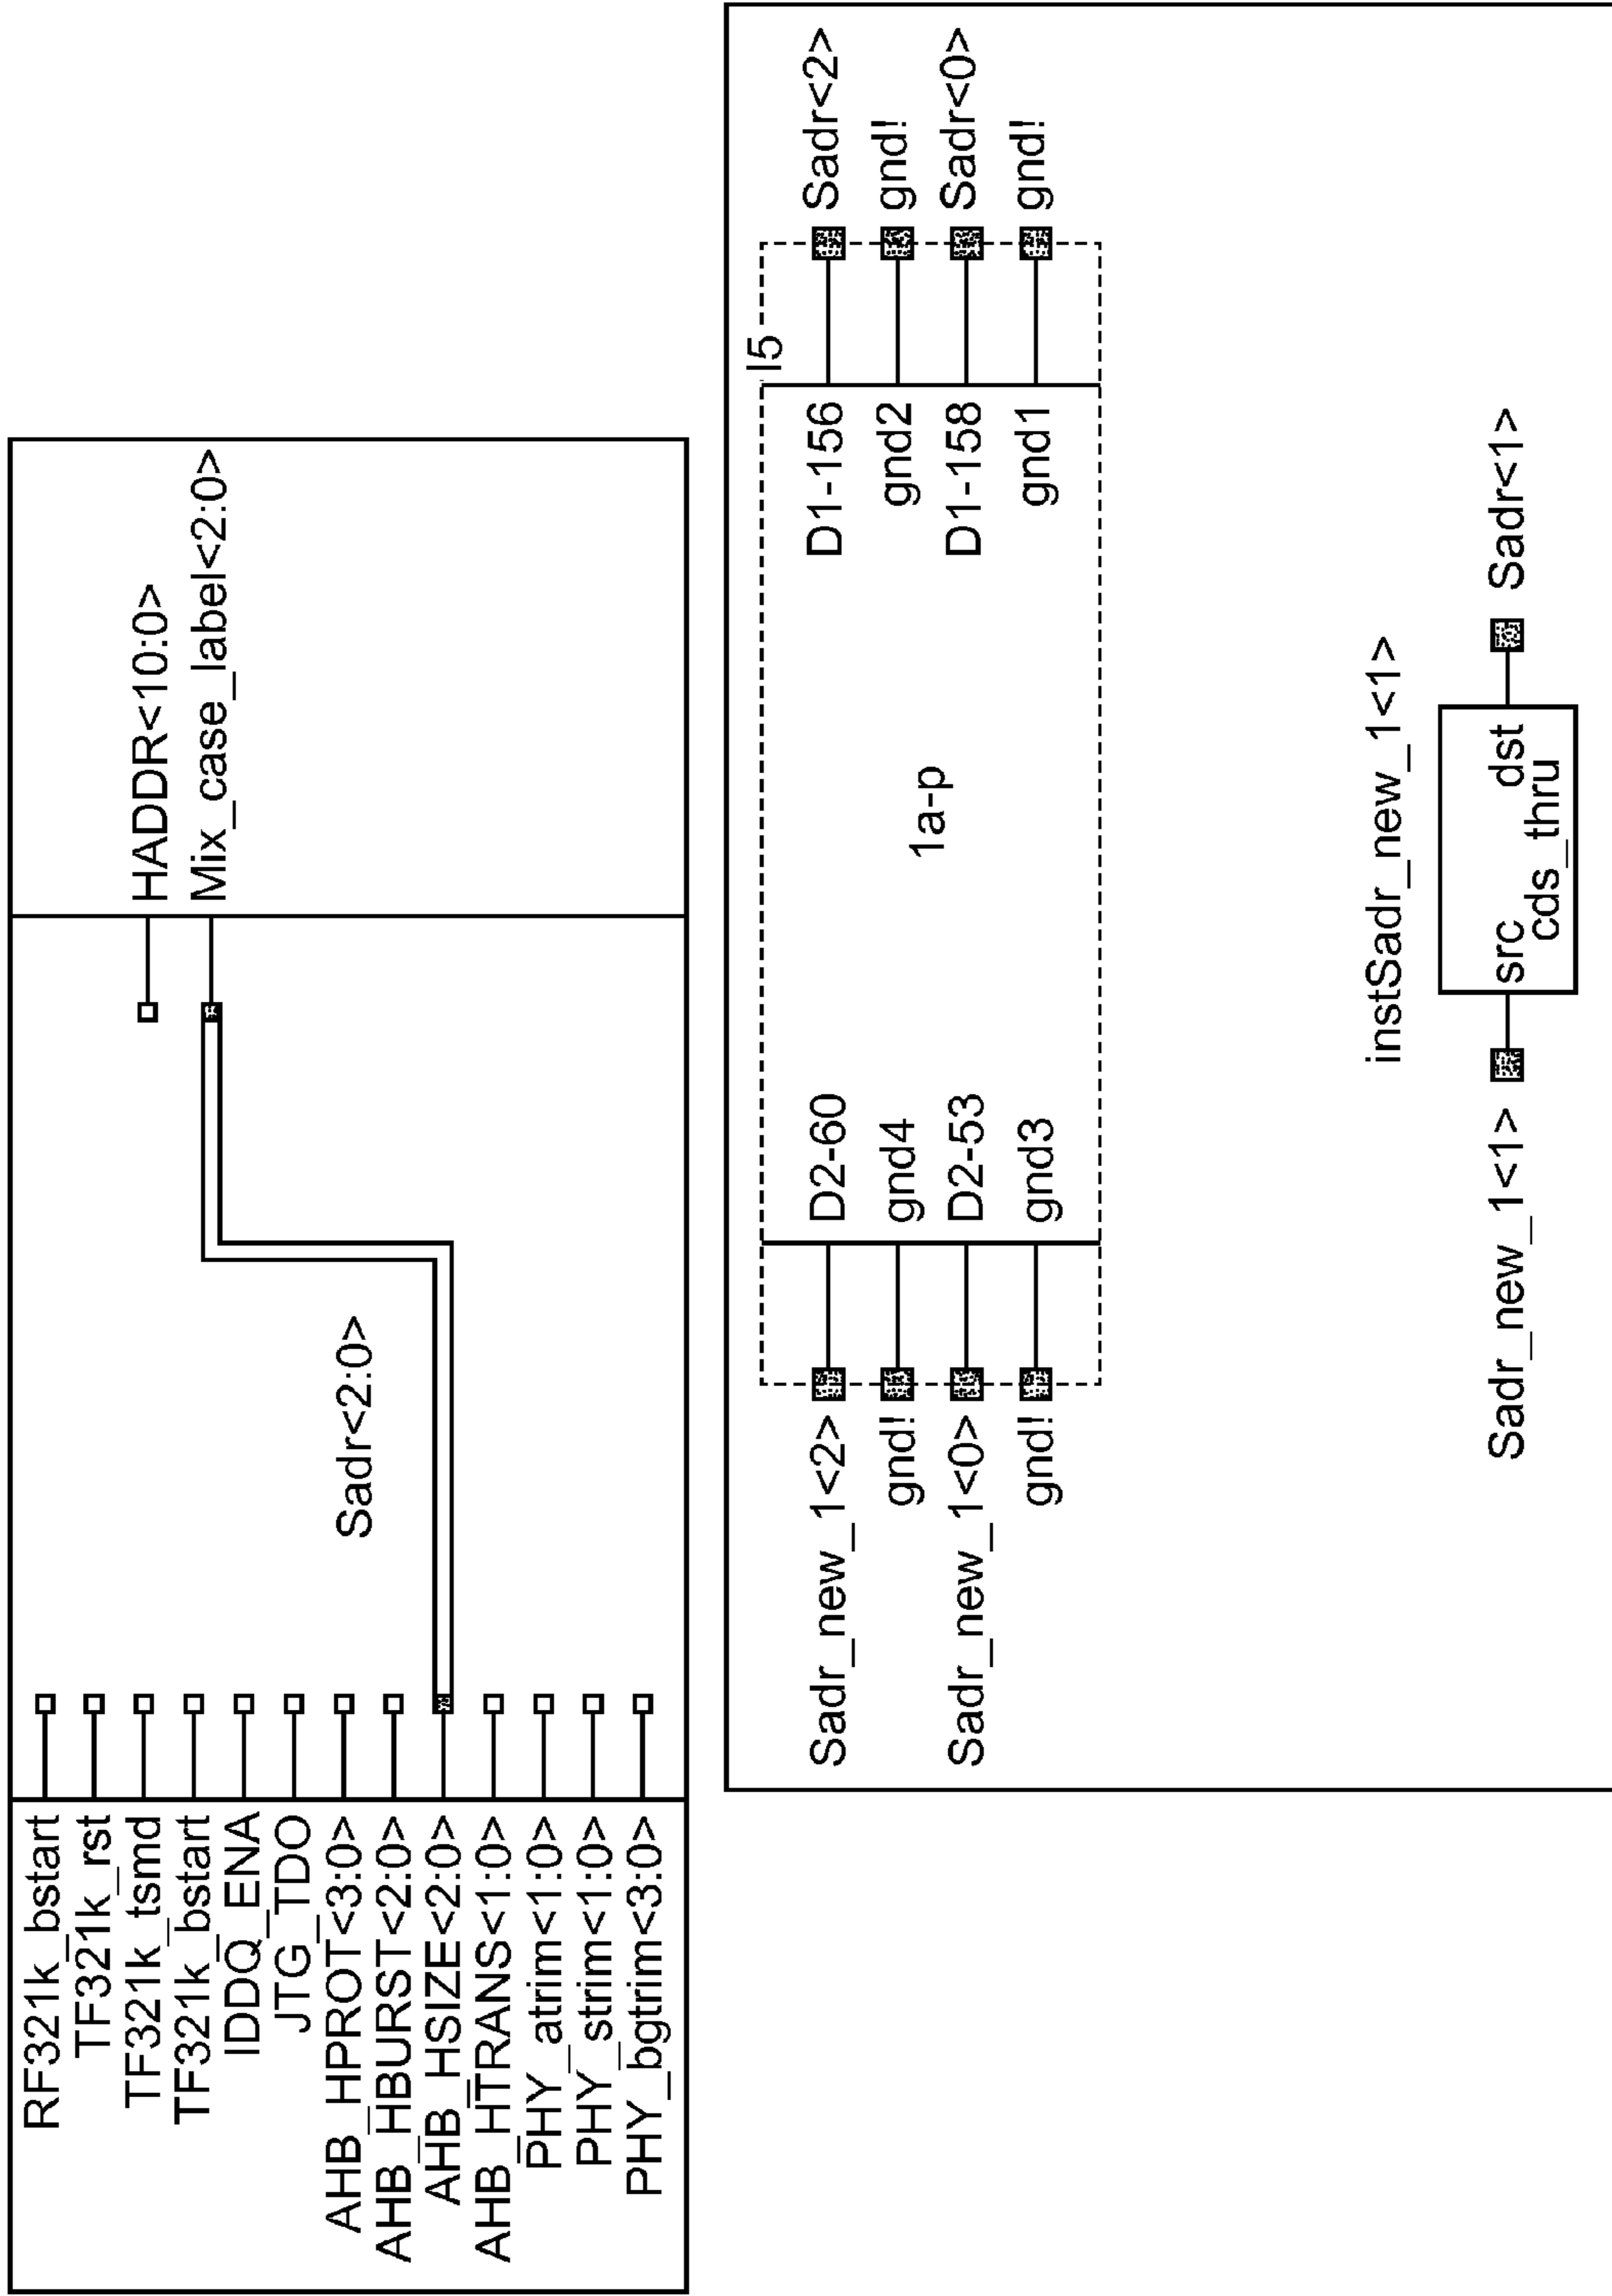 RF321k_bstart
TF321k_rst
TF321k_tsmd
TF321k_bstart
IDDQ_ENA
JTG_TDO
AHB_HPROT<3:0>
AHB_HBURST<2:0>
AHB_HSIZE<2:0>
AHB_HTRANS<1:0>
PHY_atrim<1:0>
PHY_strim<1:0>
PHY_bgtrim<3:0>
Sadr<2:0>
HADDR<10:0>
Mix_case_label<2:0>
I5
Sadr_new_1<2> D2-60 D1-156 Sadr<2>
gnd! gnd4 gnd2 gnd!
1a-p
Sadr_new_1<0> D2-53 D1-158 Sadr<0>
gnd! gnd3 gnd1 gnd!
instSadr_new_1<1>
Sadr_new_1<1> src dst Sadr<1>
cds_thru